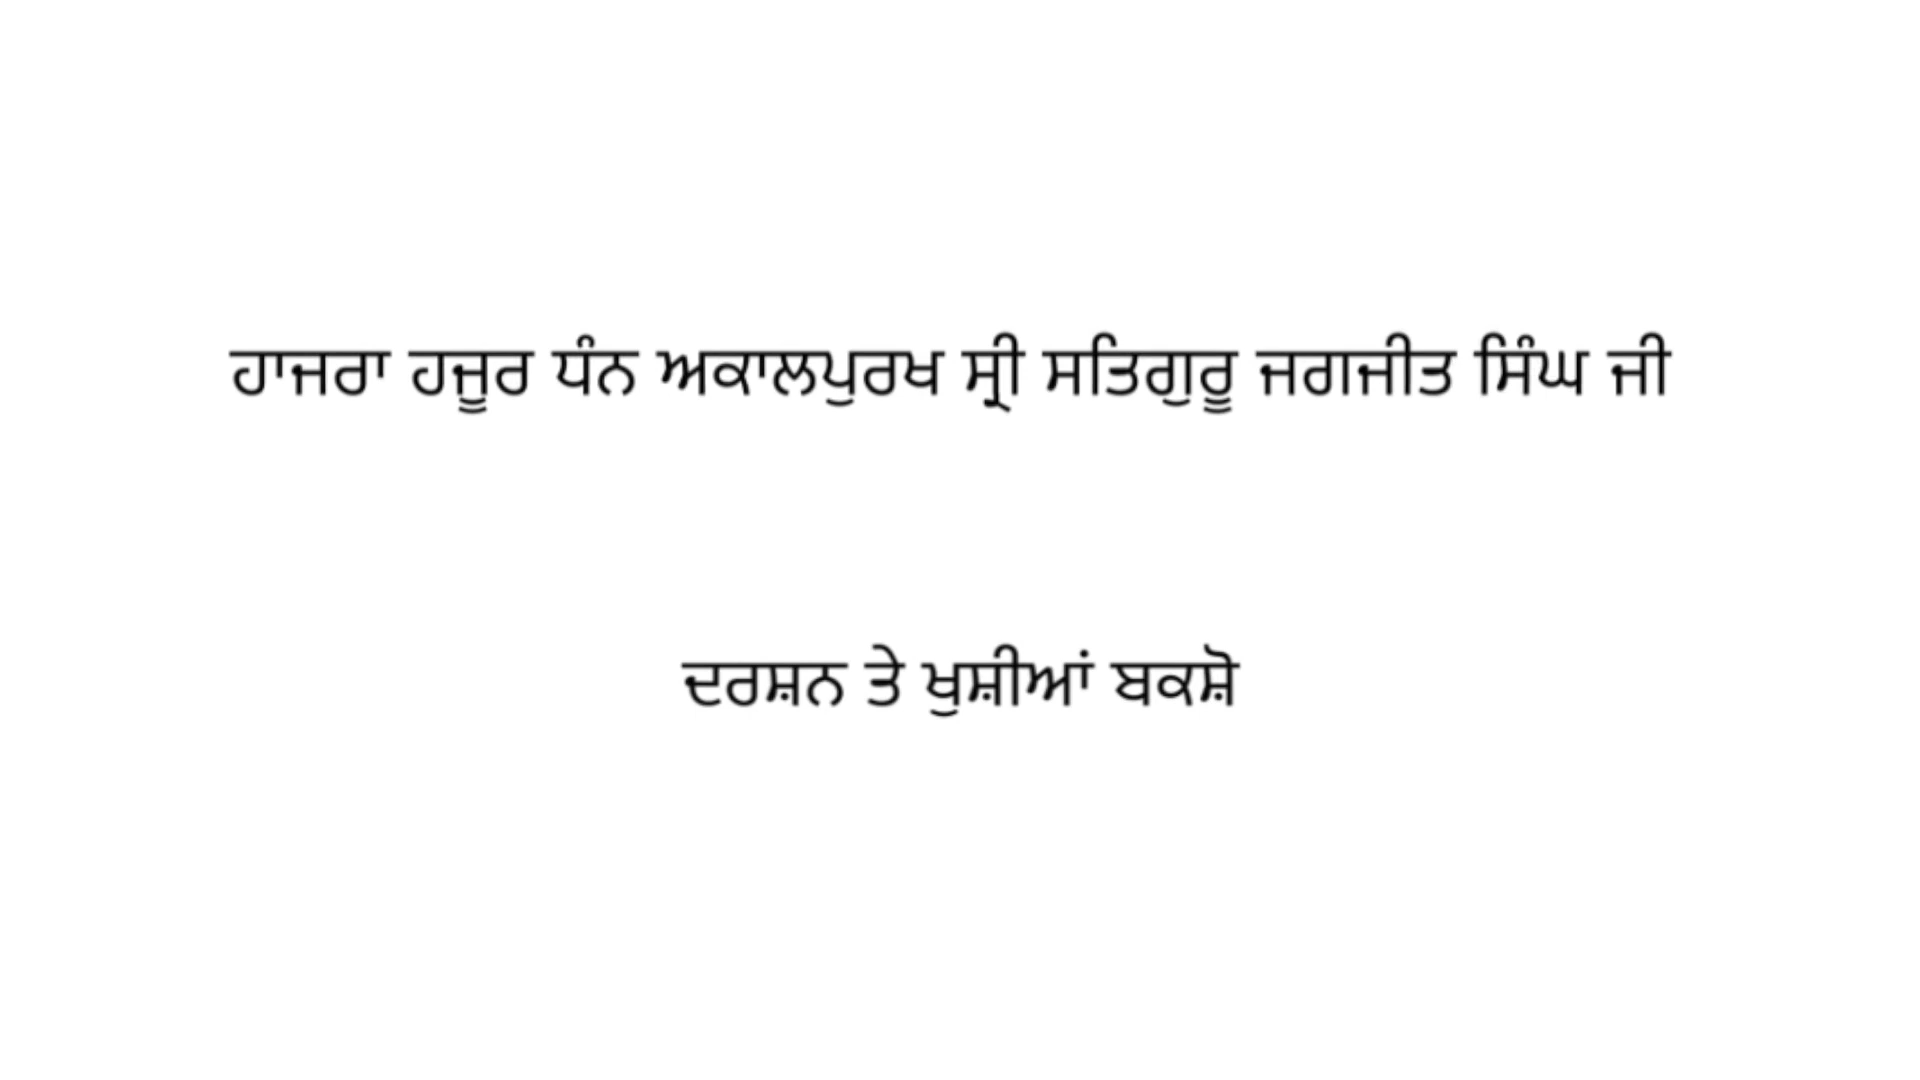 ਹਾਜਰਾ ਹਜੂਰ ਧੰਨ ਅਕਾਲਪੁਰਖ ਸ੍ਰੀ ਸਤਿਗੁਰੂ ਜਗਜੀਤ ਸਿੰਘ ਜੀ
ਦਰਸ਼ਨ ਤੇ ਖੁਸ਼ੀਆਂ ਬਕਸ਼ੋ